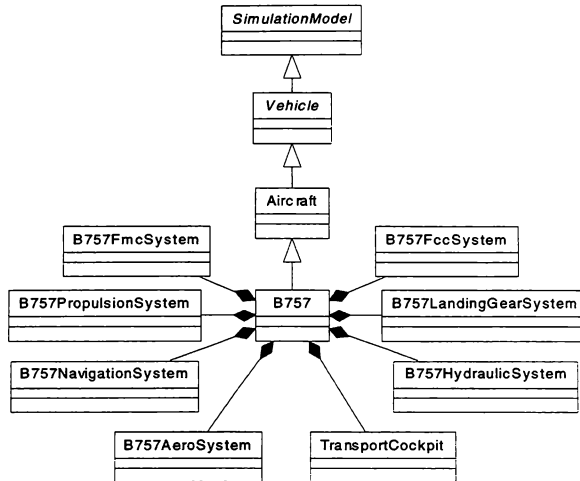 SimulationModel
Vehicle
Aircraft
B757FmcSystem
B757FccSystem
B757PropulsionSystem
B757
B757LandingGearSystem
B757NavigationSystem
B757HydraulicSystem
B757AeroSystem
TransportCockpit